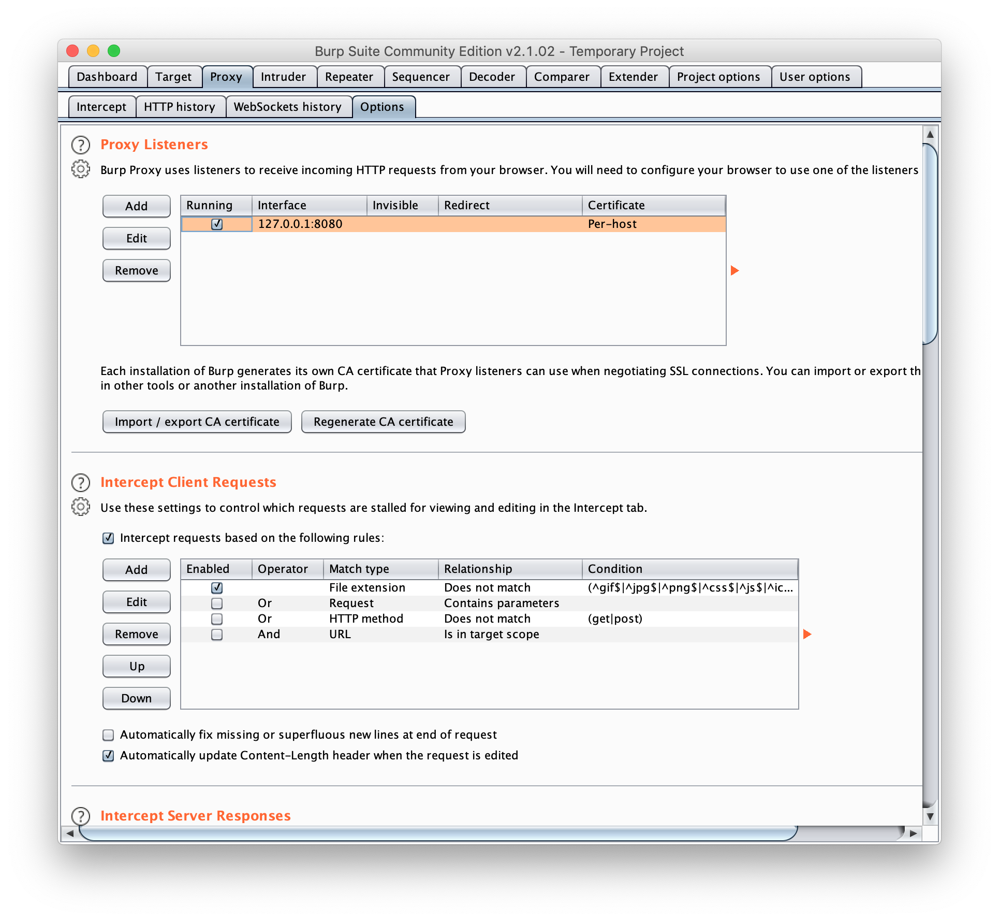 Burp Suite Community Edition v2.1.02 - Temporary Project
Dashboard Target Proxy Intruder Repeater Sequencer Decoder Comparer Extender Project options User options
Intercept HTTP history WebSockets history Options
? Proxy Listeners
Burp Proxy uses listeners to receive incoming HTTP requests from your browser. You will need to configure your browser to use one of the listeners
Add
Edit
Remove
Running Interface Invisible Redirect Certificate
127.0.0.1:8080 Per-host
Each installation of Burp generates its own CA certificate that Proxy listeners can use when negotiating SSL connections. You can import or export th
in other tools or another installation of Burp.
Import / export CA certificate Regenerate CA certificate
? Intercept Client Requests
Use these settings to control which requests are stalled for viewing and editing in the Intercept tab.
Intercept requests based on the following rules:
Add
Edit
Remove
Up
Down
Enabled Operator Match type Relationship Condition
File extension Does not match (^gif$|^jpg$|^png$|^css$|^js$|^ic...
Or Request Contains parameters
Or HTTP method Does not match (get|post)
And URL Is in target scope
Automatically fix missing or superfluous new lines at end of request
Automatically update Content-Length header when the request is edited
? Intercept Server Responses